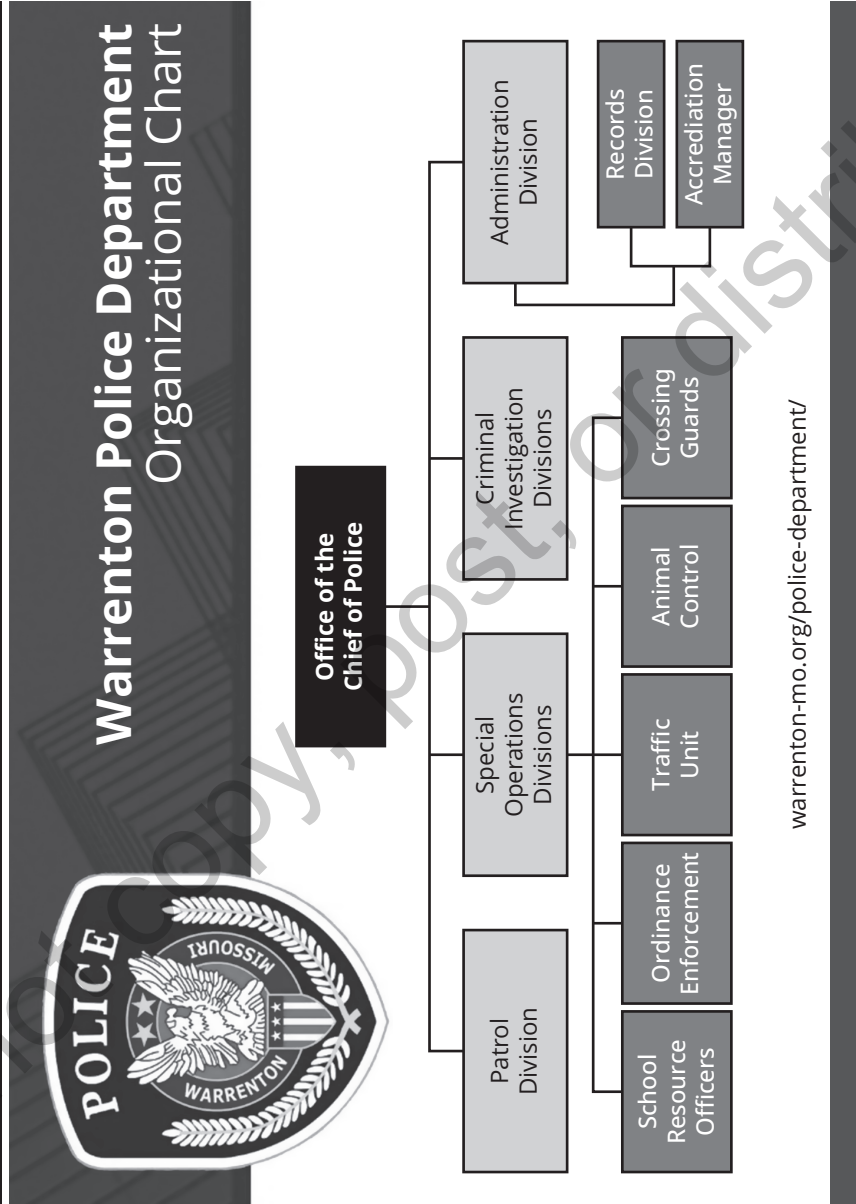 Warrenton Police Department
Organizational Chart
POLICE
MISSOURI
WARRENTON
Office of the
Chief of Police
Patrol
Division
Special
Operations
Divisions
Criminal
Investigation
Divisions
Administration
Division
School
Resource
Officers
Ordinance
Enforcement
Traffic
Unit
Animal
Control
Crossing
Guards
Records
Division
Accrediation
Manager
warrenton-mo.org/police-department/
not copy, post, or distri